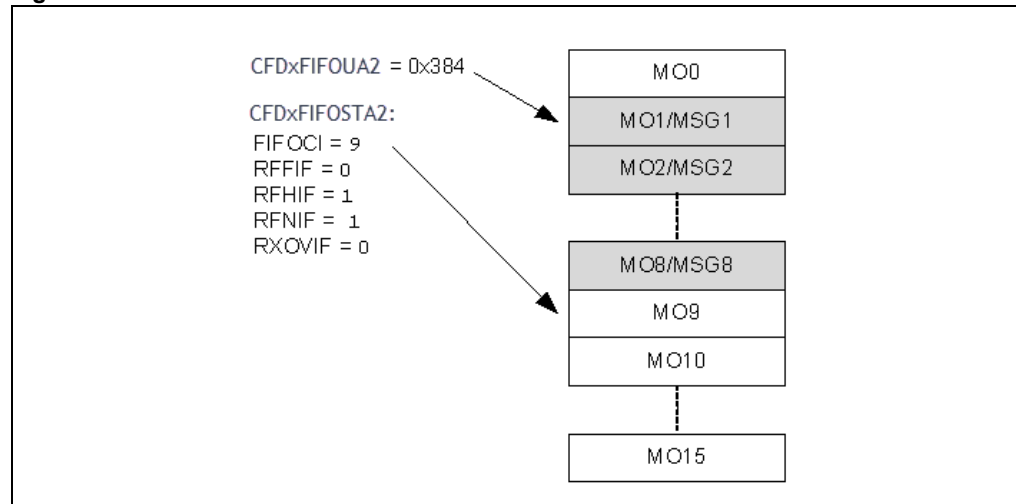 CFDxFIFOUA2 = 0x384
CFDxFIFOSTA2:
FIFOCI = 9
RFFIF = 0
RFHIF = 1
RFNIF = 1
RXOVIF = 0
MO0
MO1/MSG1
MO2/MSG2
MO8/MSG8
MO9
MO10
MO15